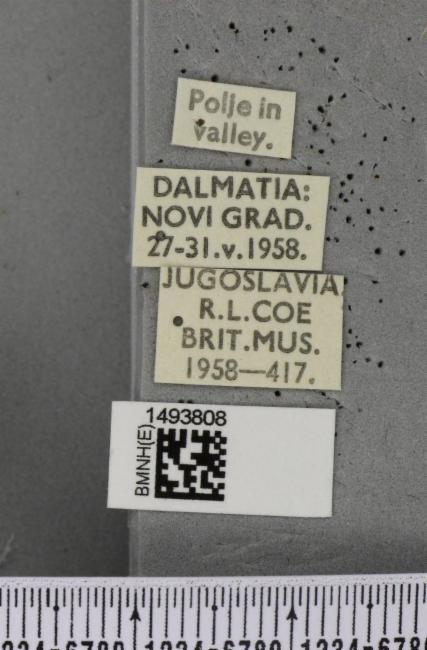 Polje in
valley.
DALMATIA:
NOVI GRAD.
27-31.v.1958.
JUGOSLAVIA
R.L.COE
BRIT.MUS.
1958—417.
1493808
BMNH(E)